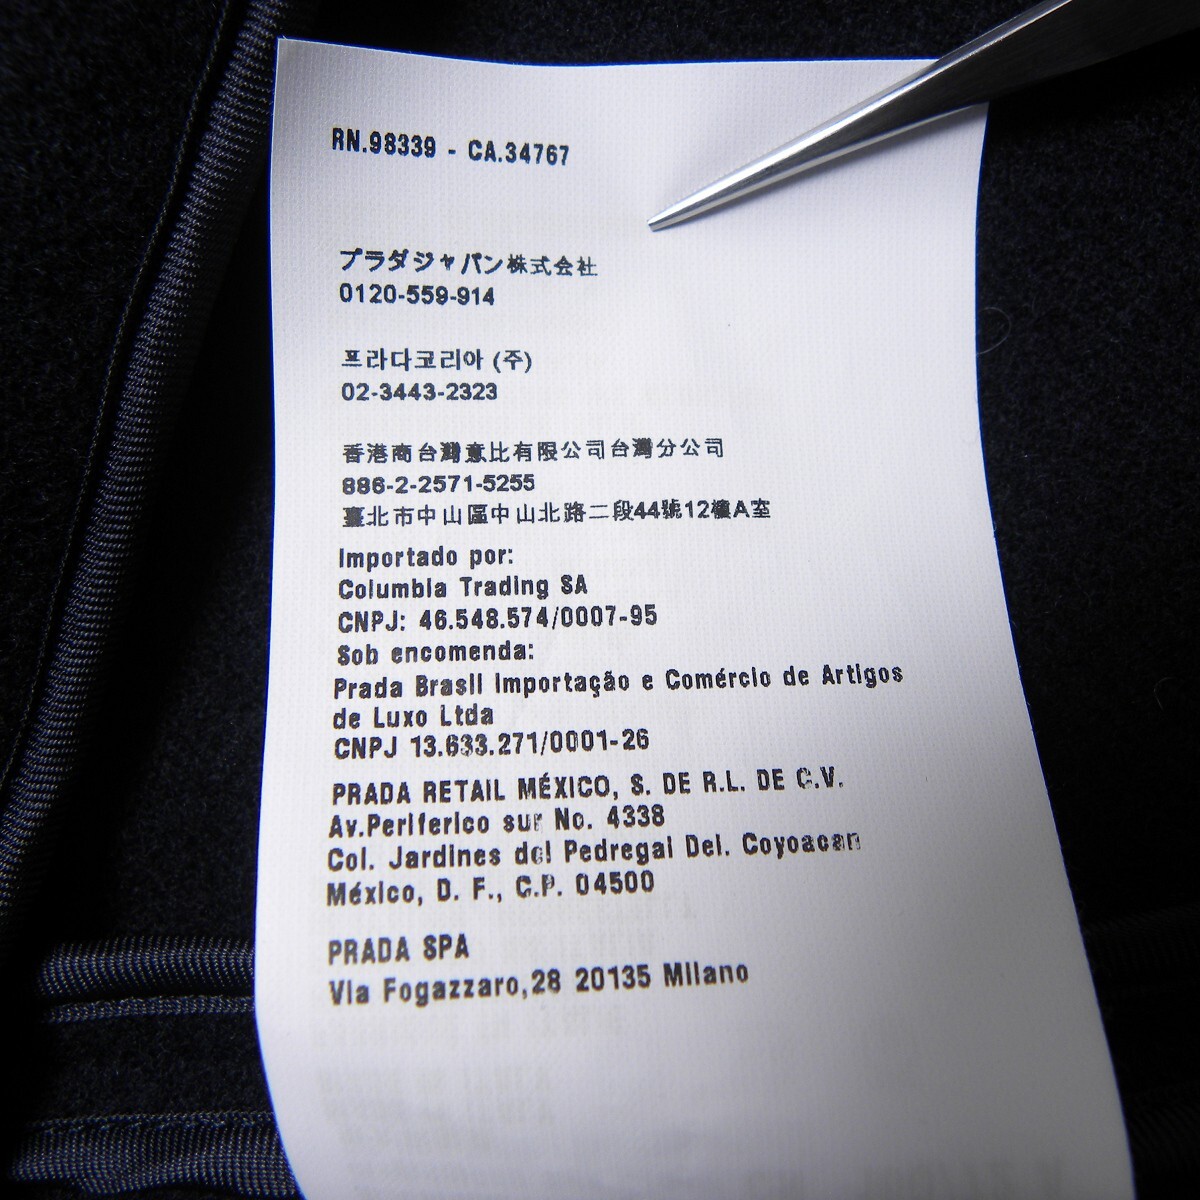 RN.98339 - CA.34767
プラダジャパン株式会社
0120-559-914
프라다코리아 (주)
02-3443-2323
香港商台灣意比有限公司台灣分公司
886-2-2571-5255
臺北市中山區中山北路二段44號12樓A室
Importado por:
Columbia Trading SA
CNPJ: 46.548.574/0007-95
Sob encomenda:
Prada Brasil Importação e Comércio de Artigos
de Luxo Ltda
CNPJ 13.633.271/0001-26
PRADA RETAIL MÉXICO, S. DE R.L. DE C.V.
Av.Periferico sur No. 4338
Col. Jardines del Pedregal Del. Coyoacan
México, D. F., C.P. 04500
PRADA SPA
Via Fogazzaro,28 20135 Milano